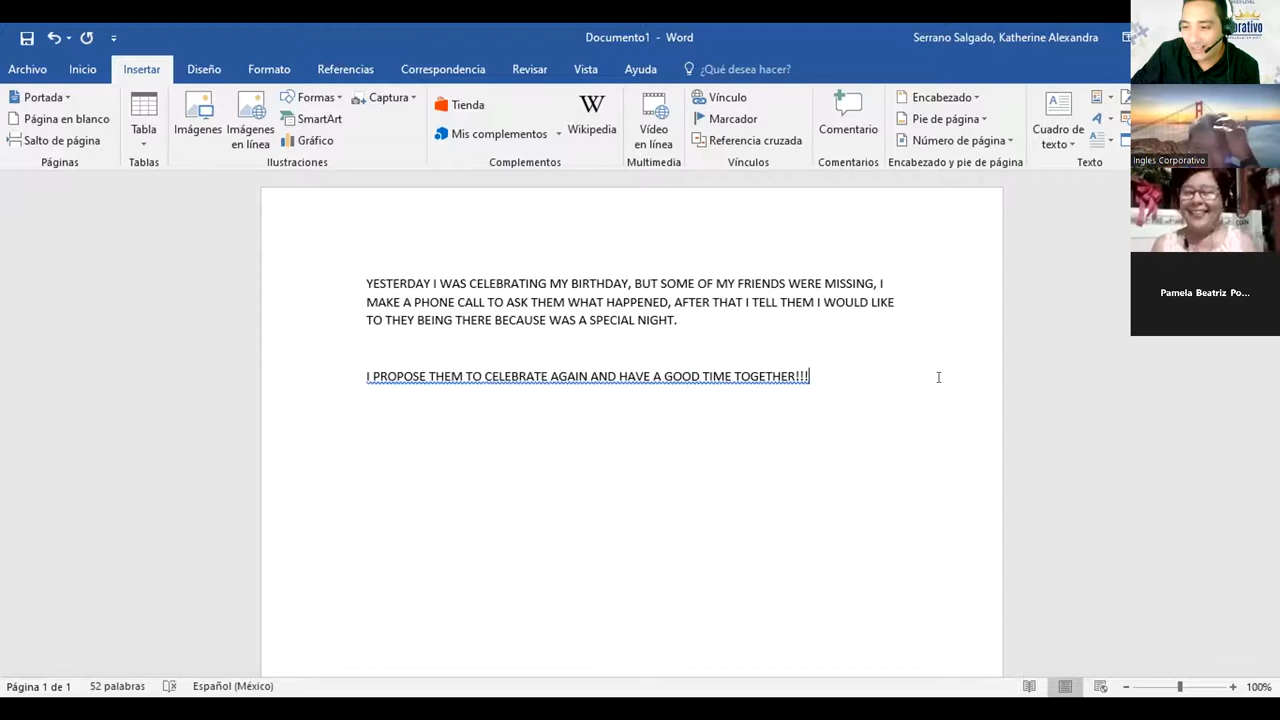 Documento1 - Word
Serrano Salgado, Katherine Alexandra
Archivo
Inicio
Insertar
Diseño
Formato
Referencias
Correspondencia
Revisar
Vista
Ayuda
¿Qué desea hacer?
Portada
Página en blanco
Salto de página
Páginas
Tabla
Tablas
Imágenes
Imágenes
en línea
Formas
SmartArt
Gráfico
Captura
Ilustraciones
Tienda
Mis complementos
W
Wikipedia
Complementos
Vídeo
en línea
Multimedia
Vínculo
Marcador
Referencia cruzada
Vínculos
Comentario
Comentarios
Encabezado
Pie de página
Número de página
Encabezado y pie de página
Cuadro de
texto
Texto
YESTERDAY I WAS CELEBRATING MY BIRTHDAY, BUT SOME OF MY FRIENDS WERE MISSING, I
MAKE A PHONE CALL TO ASK THEM WHAT HAPPENED, AFTER THAT I TELL THEM I WOULD LIKE
TO THEY BEING THERE BECAUSE WAS A SPECIAL NIGHT.
I PROPOSE THEM TO CELEBRATE AGAIN AND HAVE A GOOD TIME TOGETHER!!!
Ingles Corporativo
Pamela Beatriz Po...
Página 1 de 1
52 palabras
Español (México)
100%